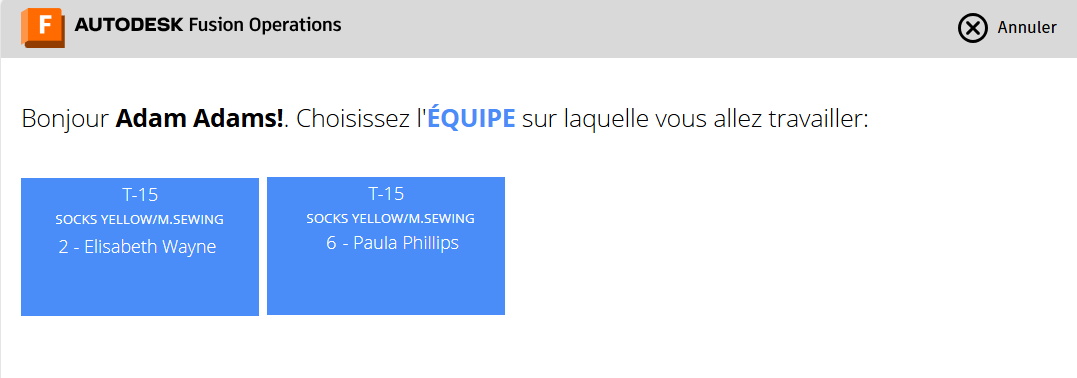 AUTODESK Fusion Operations
Annuler
Bonjour Adam Adams!. Choisissez l'ÉQUIPE sur laquelle vous allez travailler:
T-15
SOCKS YELLOW/M.SEWING
2 - Elisabeth Wayne
T-15
SOCKS YELLOW/M.SEWING
6 - Paula Phillips